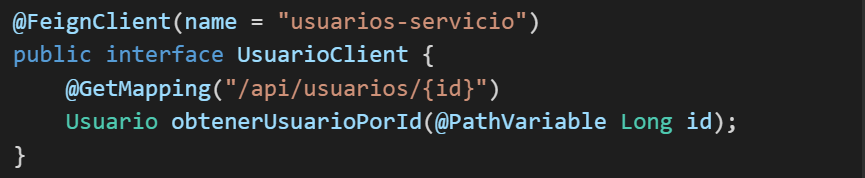 @FeignClient(name = "usuarios-servicio")
public interface UsuarioClient {
    @GetMapping("/api/usuarios/{id}")
    Usuario obtenerUsuarioPorId(@PathVariable Long id);
}